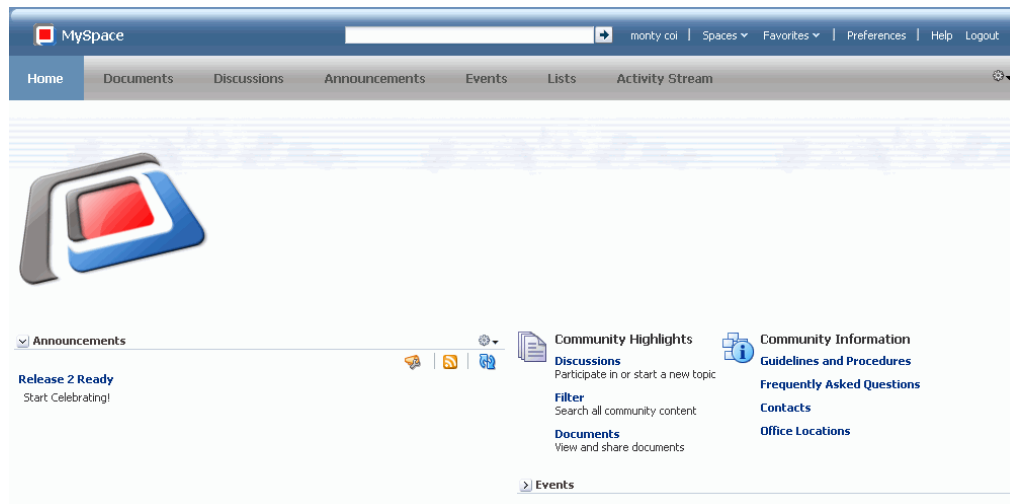 MySpace
monty coi | Spaces | Favorites | Preferences | Help Logout
Home Documents Discussions Announcements Events Lists Activity Stream
Announcements
Release 2 Ready
Start Celebrating!
Community Highlights
Discussions
Participate in or start a new topic
Filter
Search all community content
Documents
View and share documents
Community Information
Guidelines and Procedures
Frequently Asked Questions
Contacts
Office Locations
Events